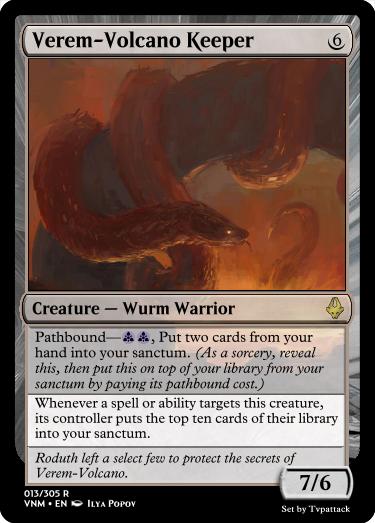 Verem-Volcano Keeper 6
Creature — Wurm Warrior
Pathbound—, Put two cards from your
hand into your sanctum. (As a sorcery, reveal
this, then put this on top of your library from your
sanctum by paying its pathbound cost.)
Whenever a spell or ability targets this creature,
its controller puts the top ten cards of their library
into your sanctum.
Roduth left a select few to protect the secrets of
Verem-Volcano.
7/6
013/305 R
VNM • EN Ilya Popov
Set by Tvpattack